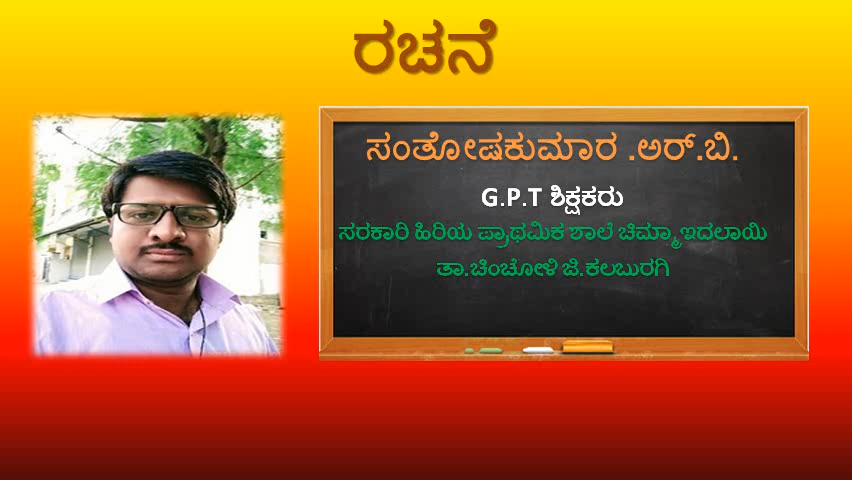 ರಚನೆ
ಸಂತೋಷಕುಮಾರ .ಅರ್.ಬಿ.
G.P.T ಶಿಕ್ಷಕರು
ಸರಕಾರಿ ಹಿರಿಯ ಪ್ರಾಥಮಿಕ ಶಾಲೆ ಚಿಮ್ಮಾಇದಲಾಯಿ
ತಾ.ಚಿಂಚೋಳಿ ಜಿ.ಕಲಬುರಗಿ